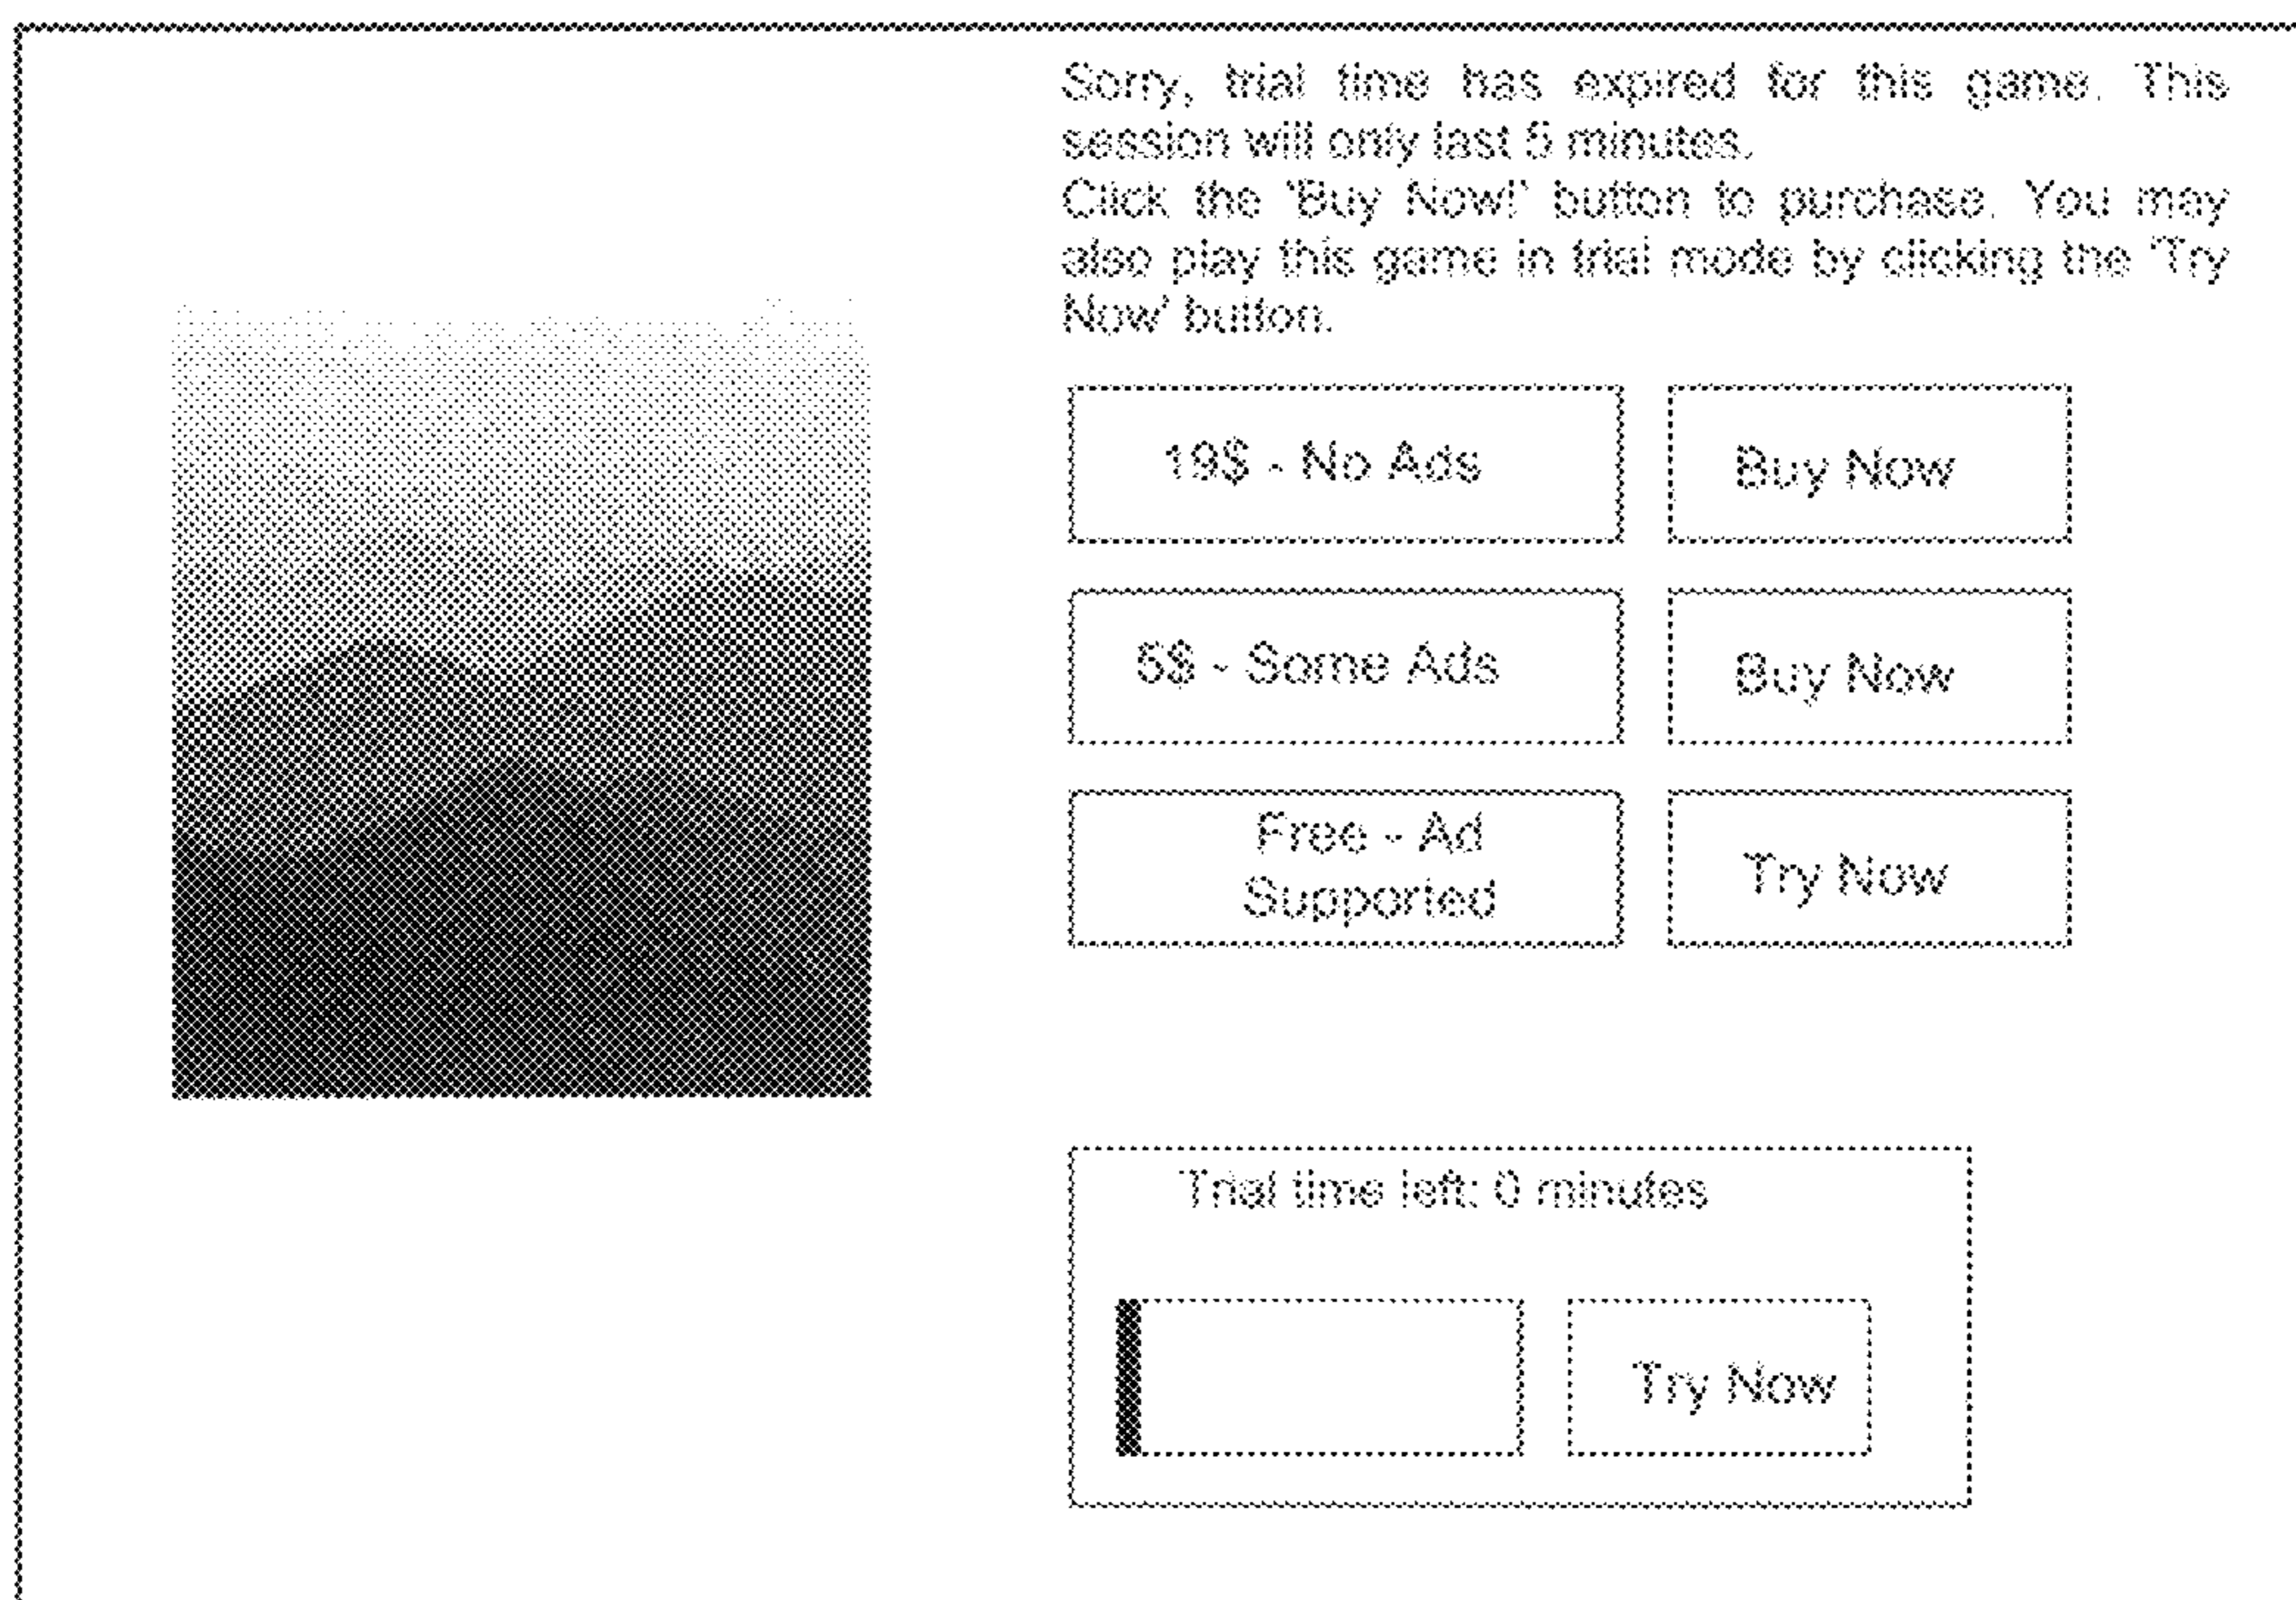 Sorry, trial time has expired for this game. This
session will only last 5 minutes.
Click the 'Buy Now!' button to purchase. You may
also play this game in trial mode by clicking the 'Try
Now' button.
19$ - No Ads
Buy Now
5$ - Some Ads
Buy Now
Free - Ad
Supported
Try Now
Trial time left: 0 minutes
Try Now